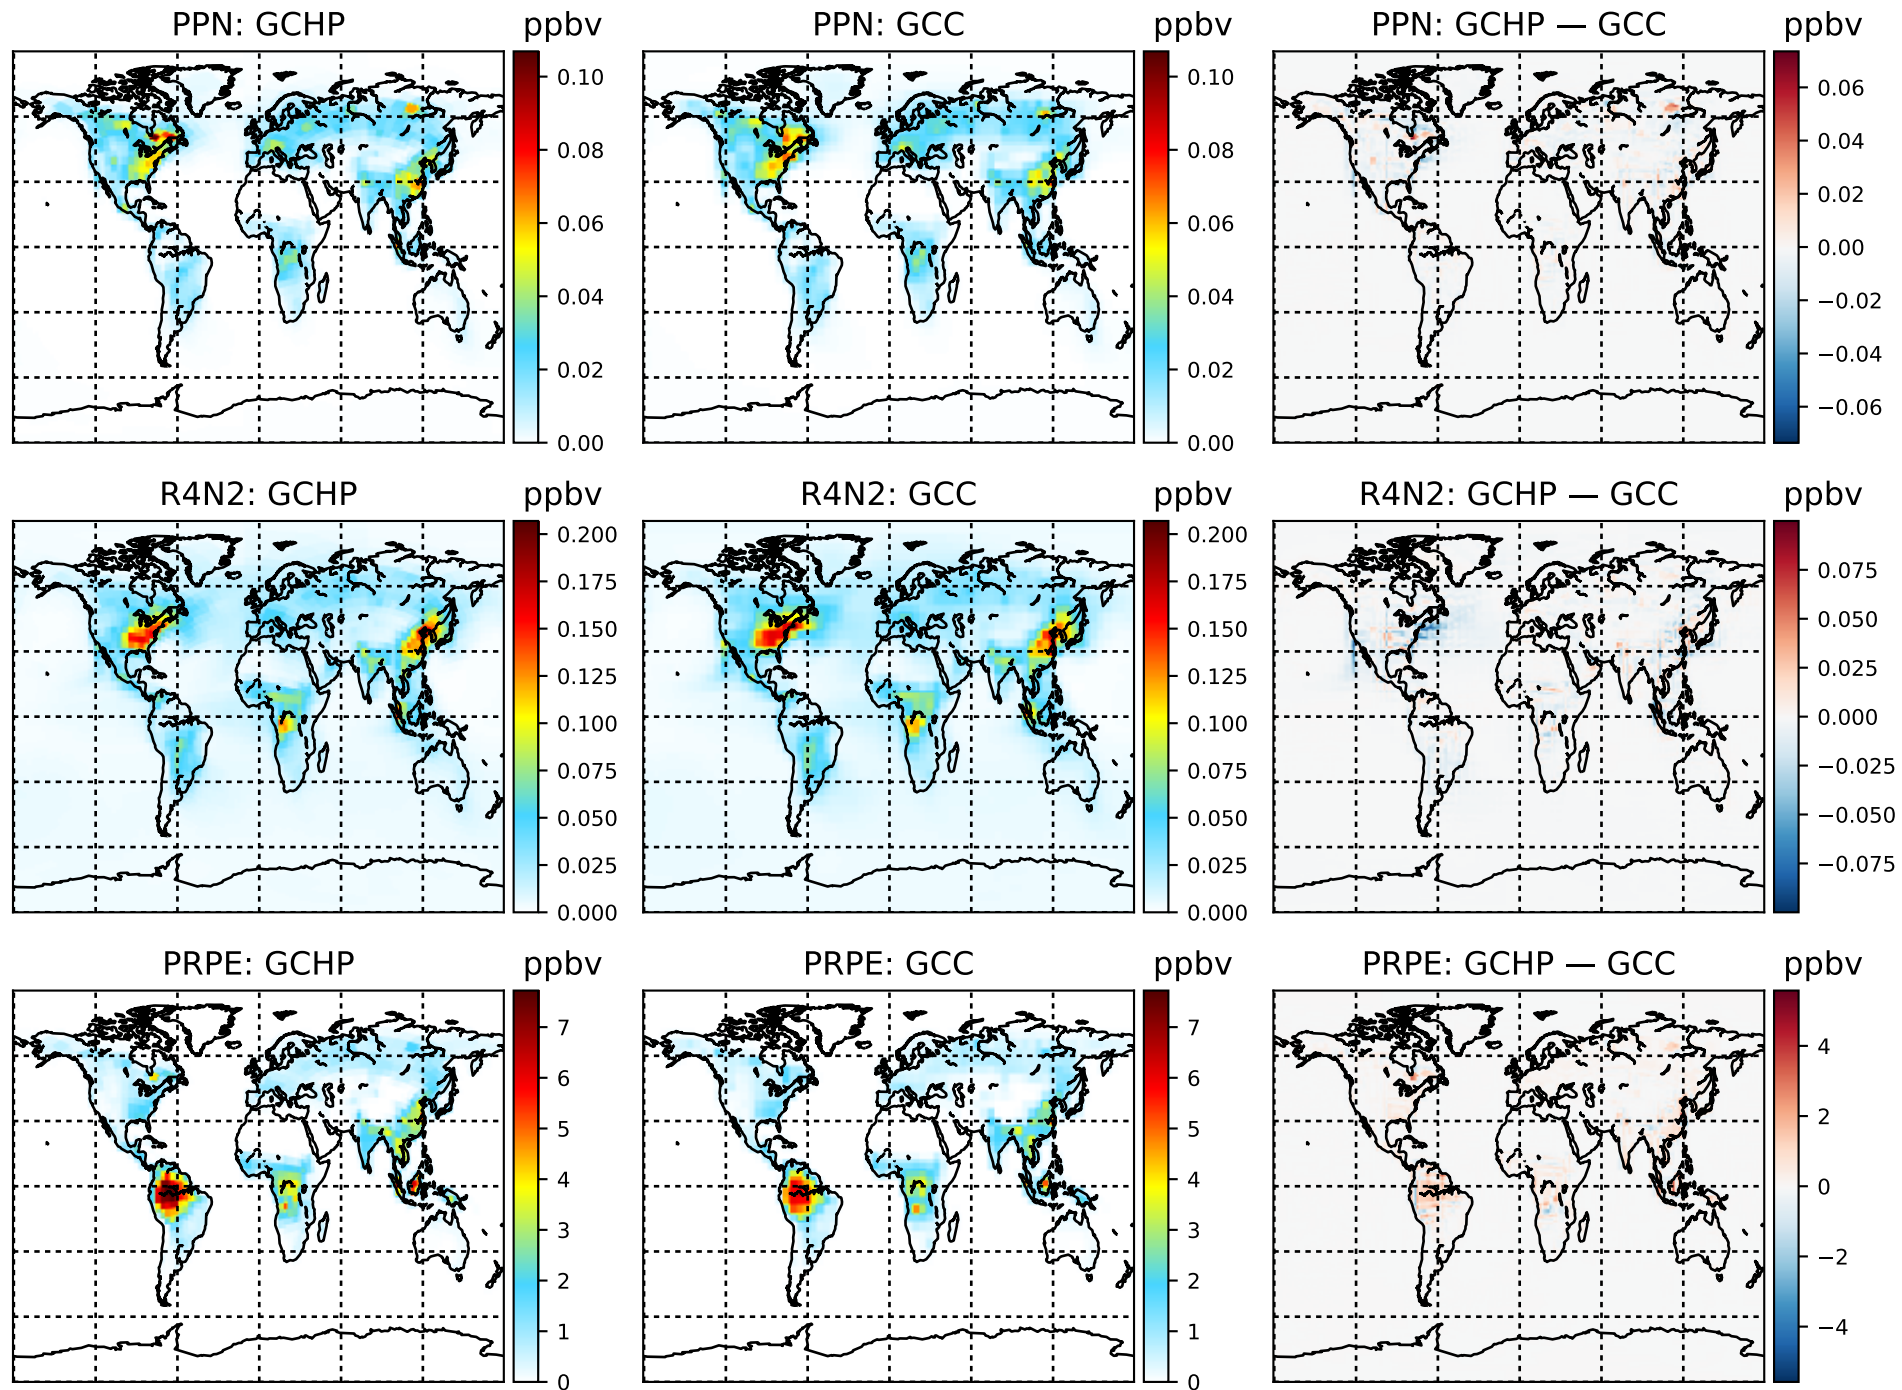 PPN: GCHP ppbv PPN: GCC ppbv PPN: GCHP — GCC ppbv
0.10 0.10 0.06
0.08 0.08 0.04
0.06 0.06 0.02
0.04 0.04 0.00
0.02 0.02 −0.02
0.00 0.00 −0.04
−0.06
R4N2: GCHP ppbv R4N2: GCC ppbv R4N2: GCHP — GCC ppbv
0.200 0.200 0.075
0.175 0.175 0.050
0.150 0.150 0.025
0.125 0.125 0.000
0.100 0.100 −0.025
0.075 0.075 −0.050
0.050 0.050 −0.075
0.025 0.025
0.000 0.000
PRPE: GCHP ppbv PRPE: GCC ppbv PRPE: GCHP — GCC ppbv
7 7 4
6 6 2
5 5 0
4 4 −2
3 3 −4
2 2
1 1
0 0